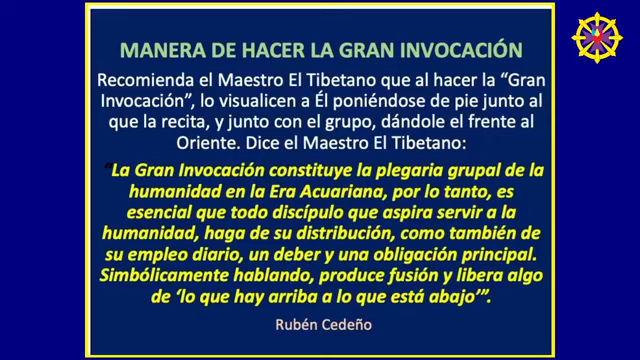 MANERA DE HACER LA GRAN INVOCACIÓN
Recomienda el Maestro El Tibetano que al hacer la “Gran
Invocación”, lo visualicen a Él poniéndose de pie junto al
que la recita, y junto con el grupo, dándole el frente al
Oriente. Dice el Maestro El Tibetano:
“La Gran Invocación constituye la plegaria grupal de la
humanidad en la Era Acuariana, por lo tanto, es
esencial que todo discípulo que aspira servir a la
humanidad, haga de su distribución, como también de
su empleo diario, un deber y una obligación principal.
Simbólicamente hablando, produce fusión y libera algo
de ‘lo que hay arriba a lo que está abajo’”.
Rubén Cedeño